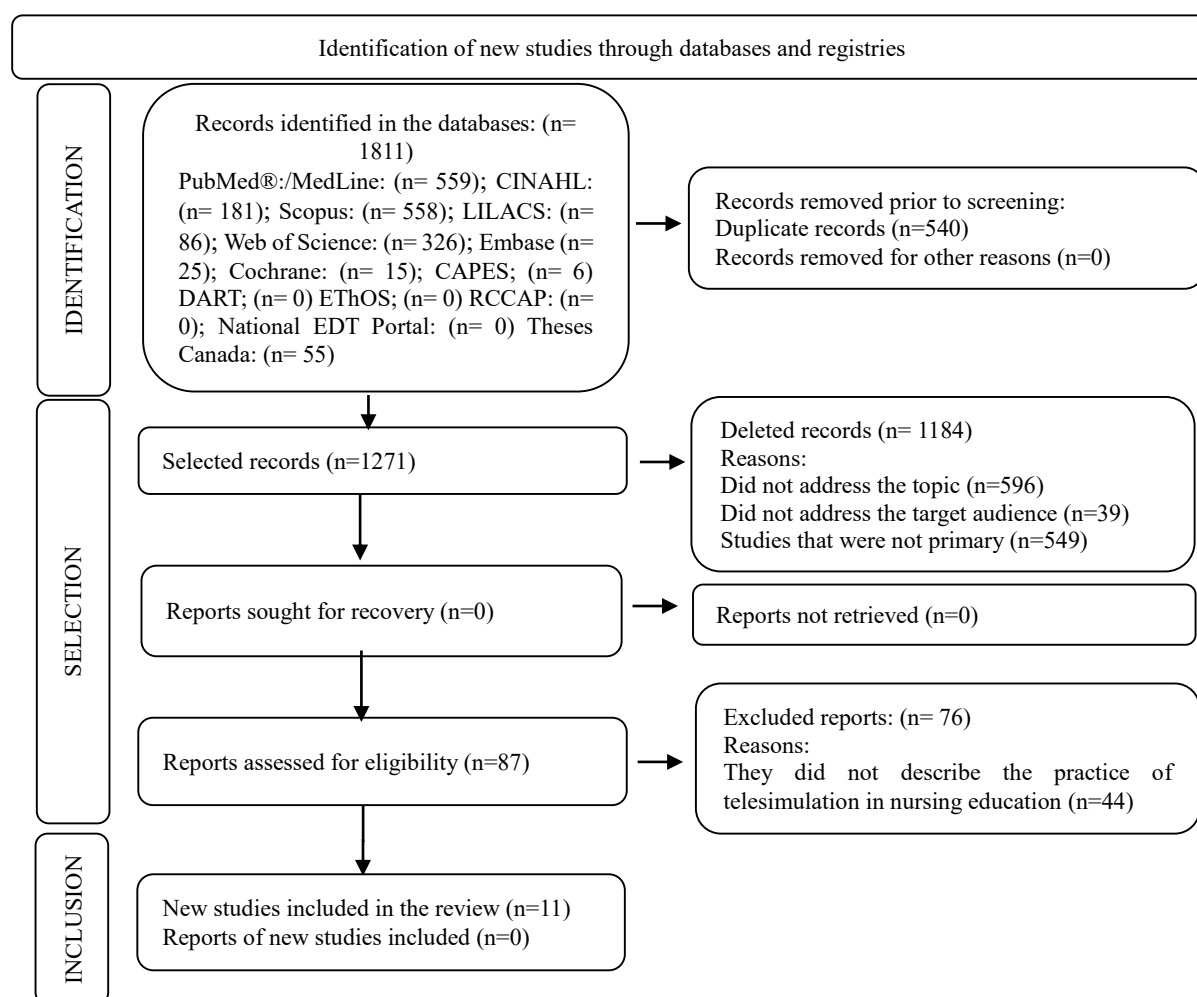 Identification of new studies through databases and registries
IDENTIFICATION
Records identified in the databases: (n=
1811)
PubMed®:/MedLine: (n= 559); CINAHL:
(n= 181); Scopus: (n= 558); LILACS: (n=
86); Web of Science: (n= 326); Embase (n=
25); Cochrane: (n= 15); CAPES; (n= 6)
DART; (n= 0) EThOS; (n= 0) RCCAP: (n=
0); National EDT Portal: (n= 0) Theses
Canada: (n= 55)
Records removed prior to screening:
Duplicate records (n=540)
Records removed for other reasons (n=0)
SELECTION
Selected records (n=1271)
Deleted records (n= 1184)
Reasons:
Did not address the topic (n=596)
Did not address the target audience (n=39)
Studies that were not primary (n=549)
Reports sought for recovery (n=0)
Reports not retrieved (n=0)
Reports assessed for eligibility (n=87)
Excluded reports: (n= 76)
Reasons:
They did not describe the practice of
telesimulation in nursing education (n=44)
INCLUSION
New studies included in the review (n=11)
Reports of new studies included (n=0)